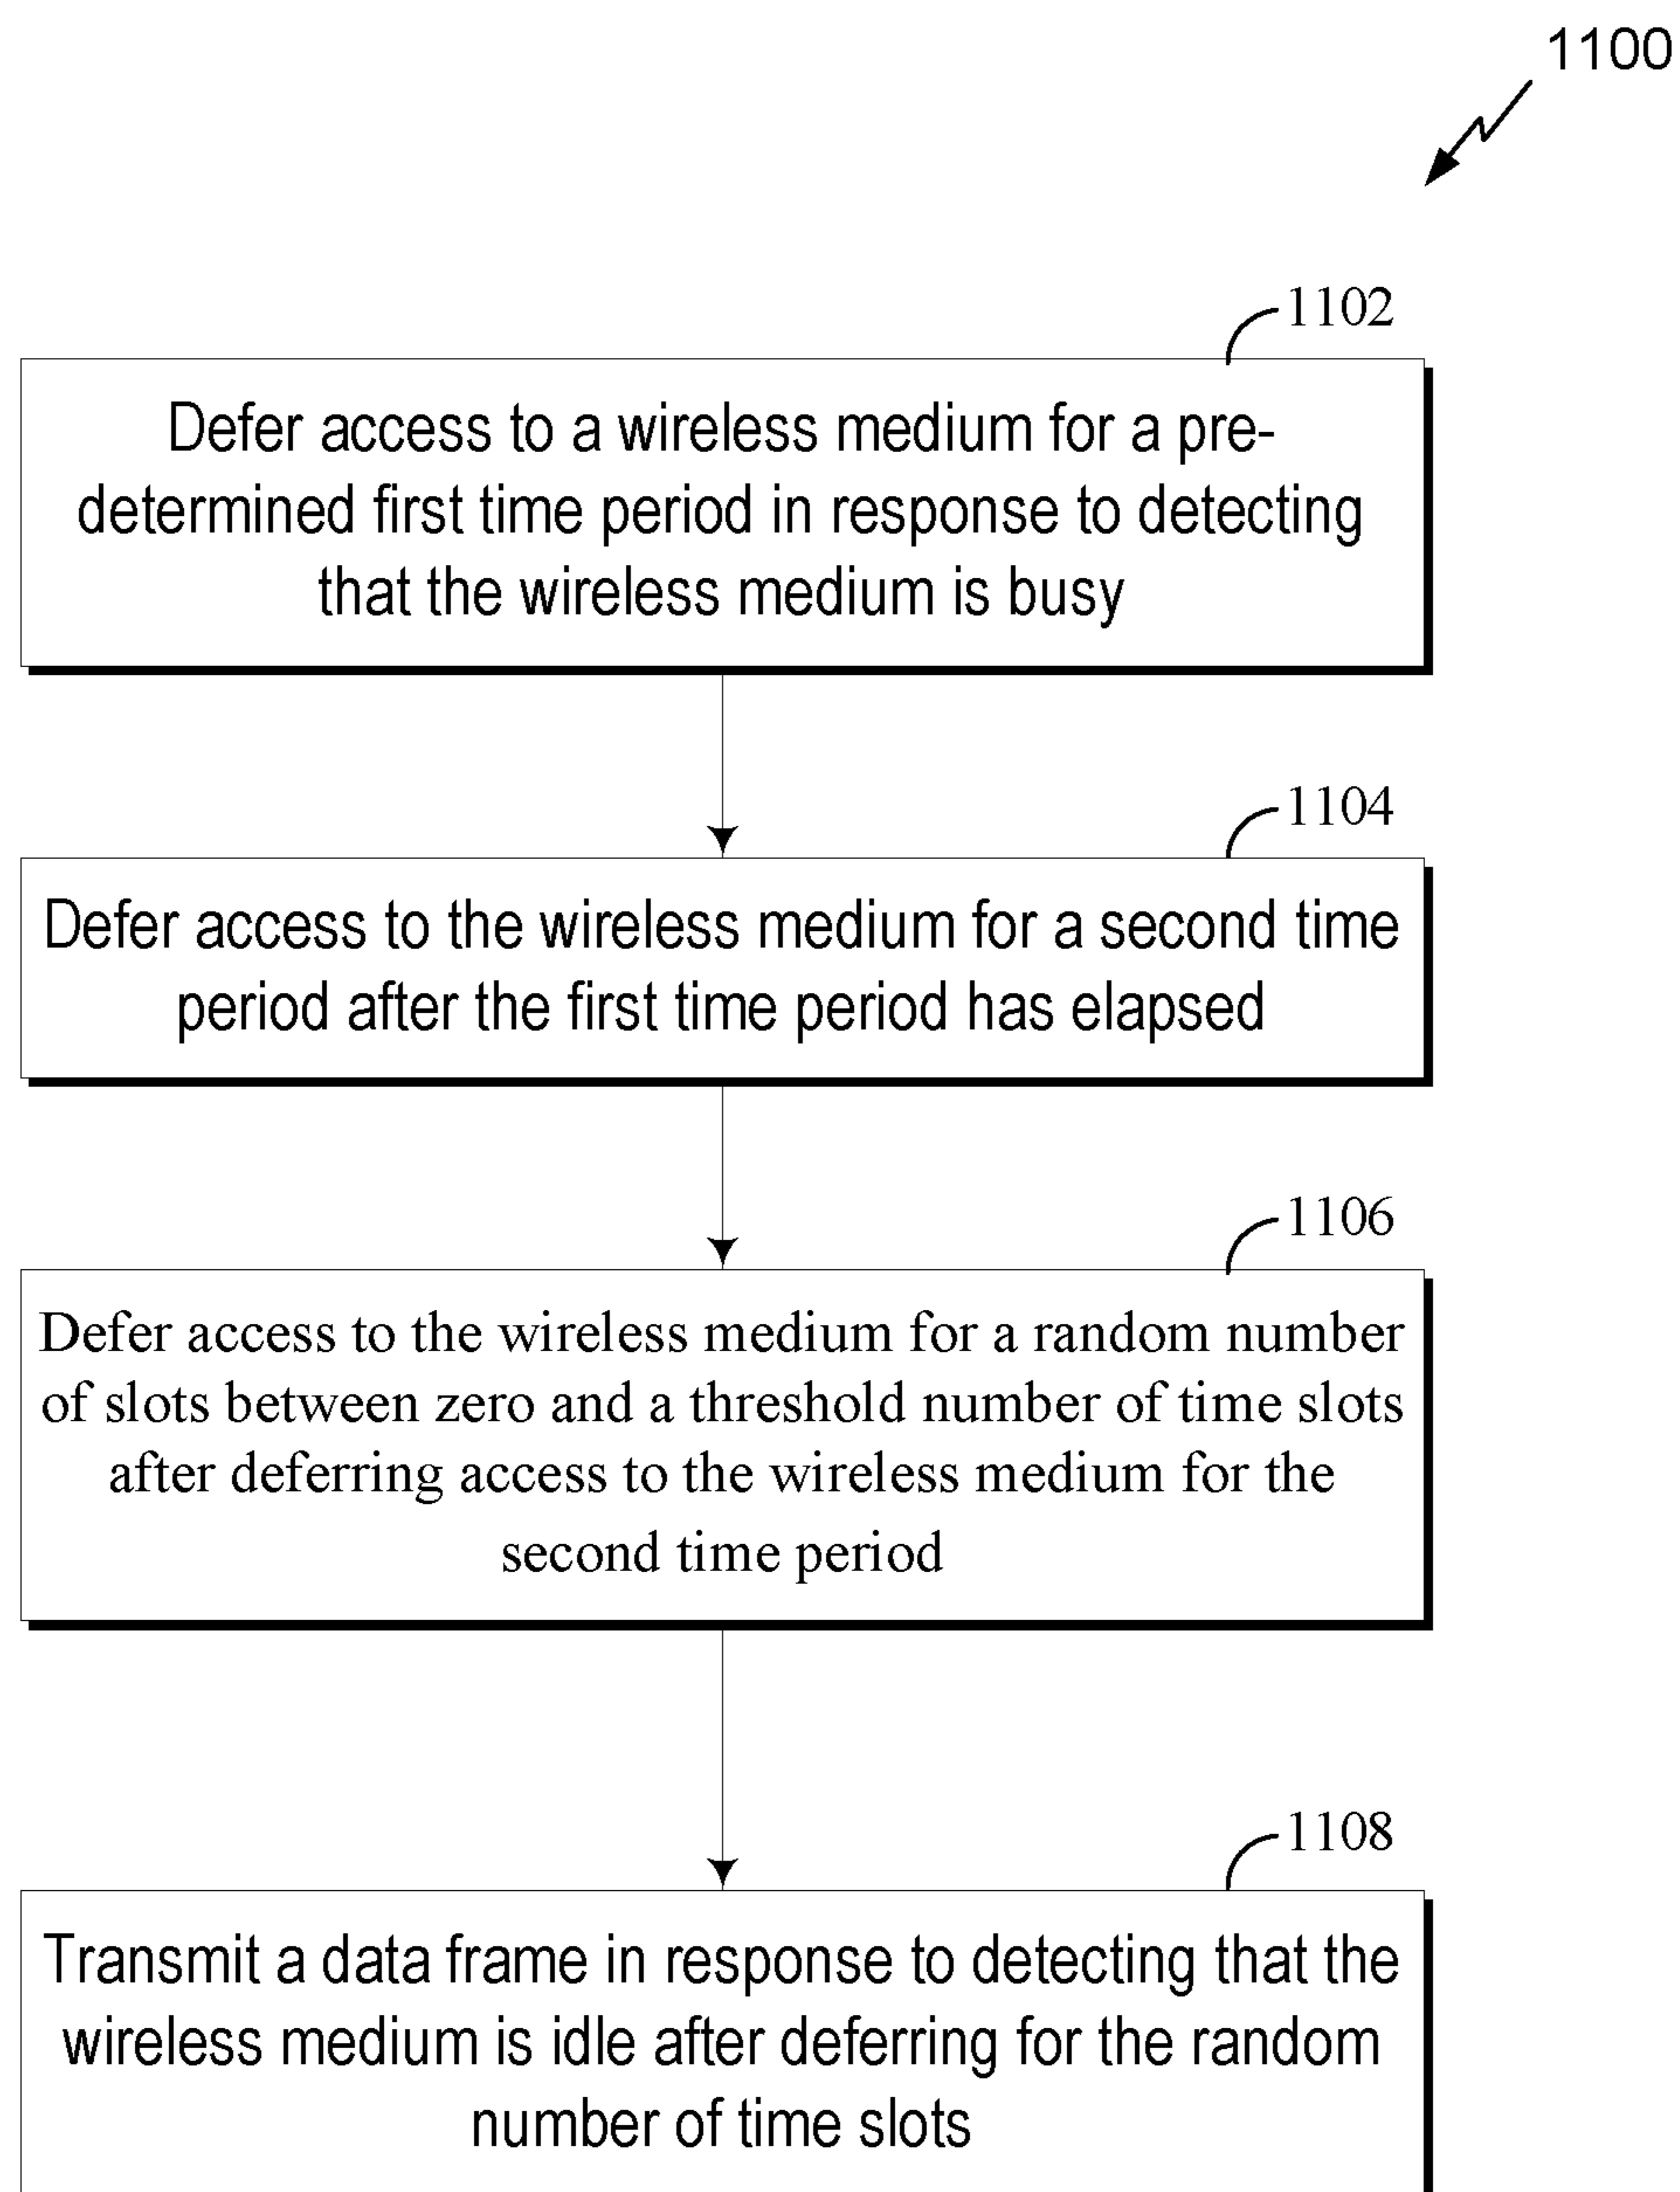 1100
1102
Defer access to a wireless medium for a pre-
determined first time period in response to detecting
that the wireless medium is busy
1104
Defer access to the wireless medium for a second time
period after the first time period has elapsed
1106
Defer access to the wireless medium for a random number
of slots between zero and a threshold number of time slots
after deferring access to the wireless medium for the
second time period
1108
Transmit a data frame in response to detecting that the
wireless medium is idle after deferring for the random
number of time slots